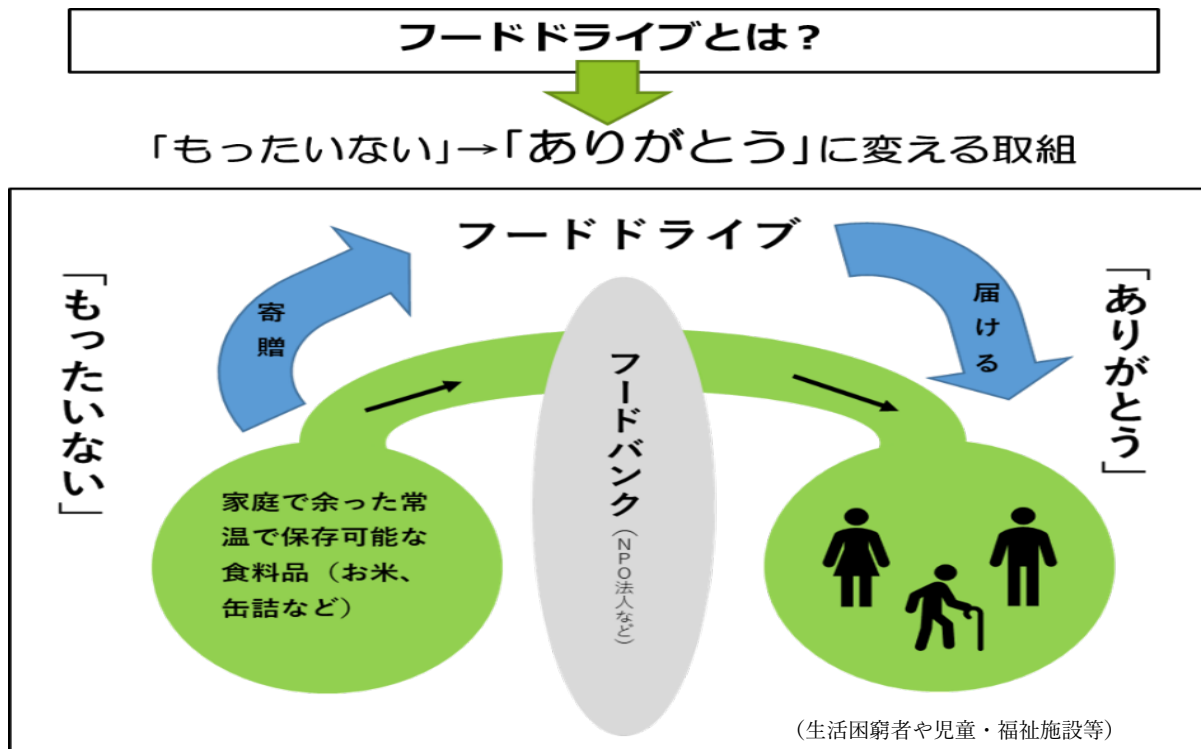 フードドライブとは？
「もったいない」→「ありがとう」に変える取組
フードドライブ
「もったいない」
寄贈
届ける
「ありがとう」
家庭で余った常
温で保存可能な
食料品（お米、
缶詰など）
フードバンク（NPO法人など）
（生活困窮者や児童・福祉施設等）